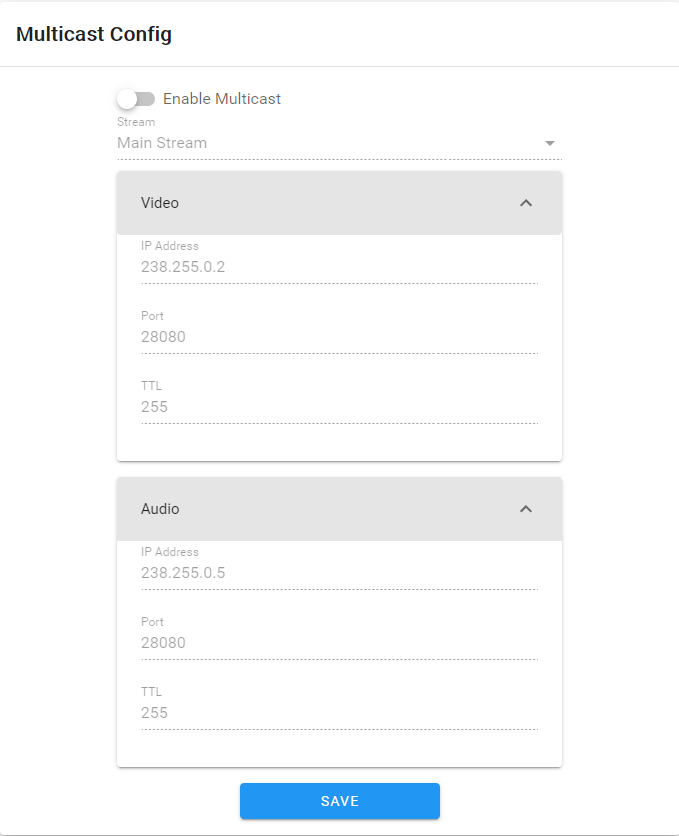 Multicast Config
Enable Multicast
Stream
Main Stream
Video
IP Address
238.255.0.2
Port
28080
TTL
255
Audio
IP Address
238.255.0.5
Port
28080
TTL
255
SAVE